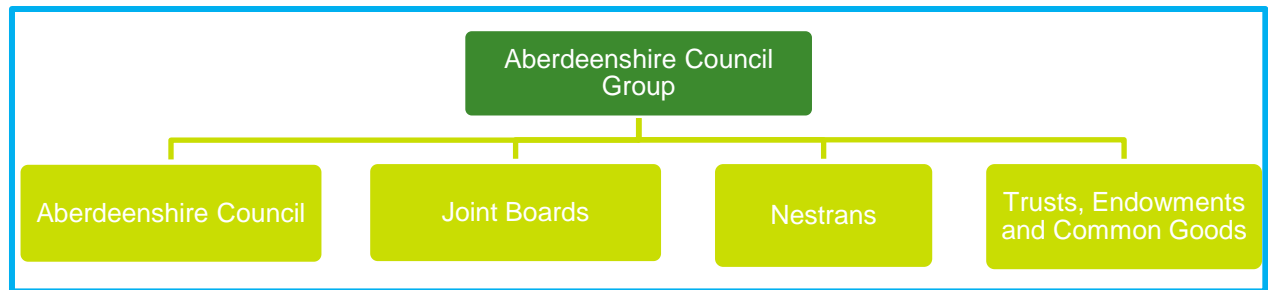 Aberdeenshire Council
Group
Aberdeenshire Council
Joint Boards
Nestrans
Trusts, Endowments
and Common Goods